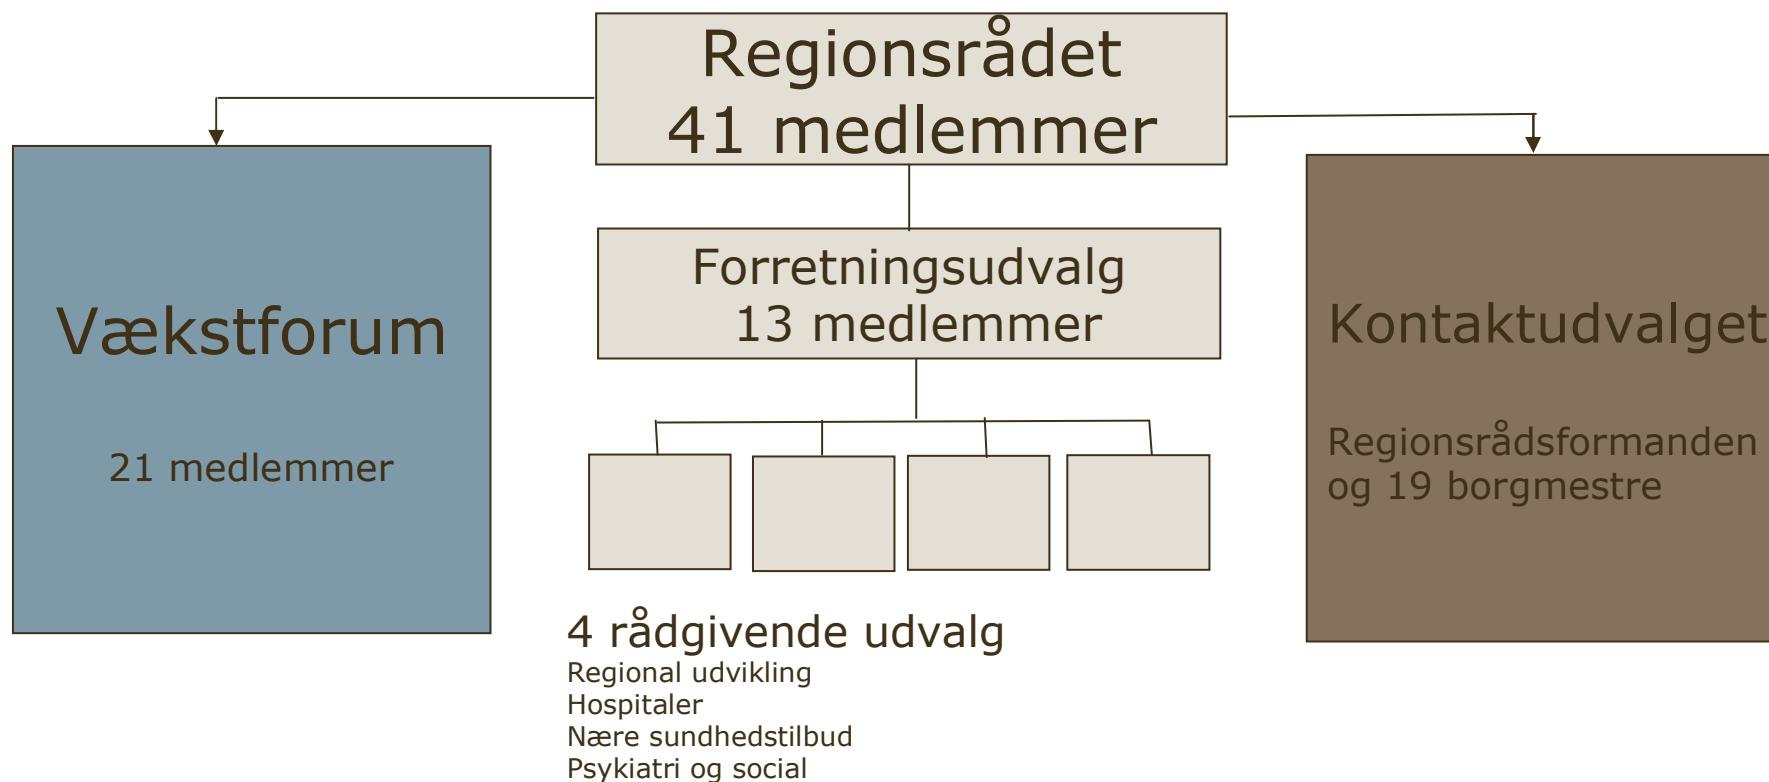 Regionsrådet
41 medlemmer
Vækstforum
21 medlemmer
Forretningsudvalg
13 medlemmer
Kontaktudvalget
Regionsrådsformanden
og 19 borgmestre
4 rådgivende udvalg
Regional udvikling
Hospitaler
Nære sundhedstilbud
Psykiatri og social